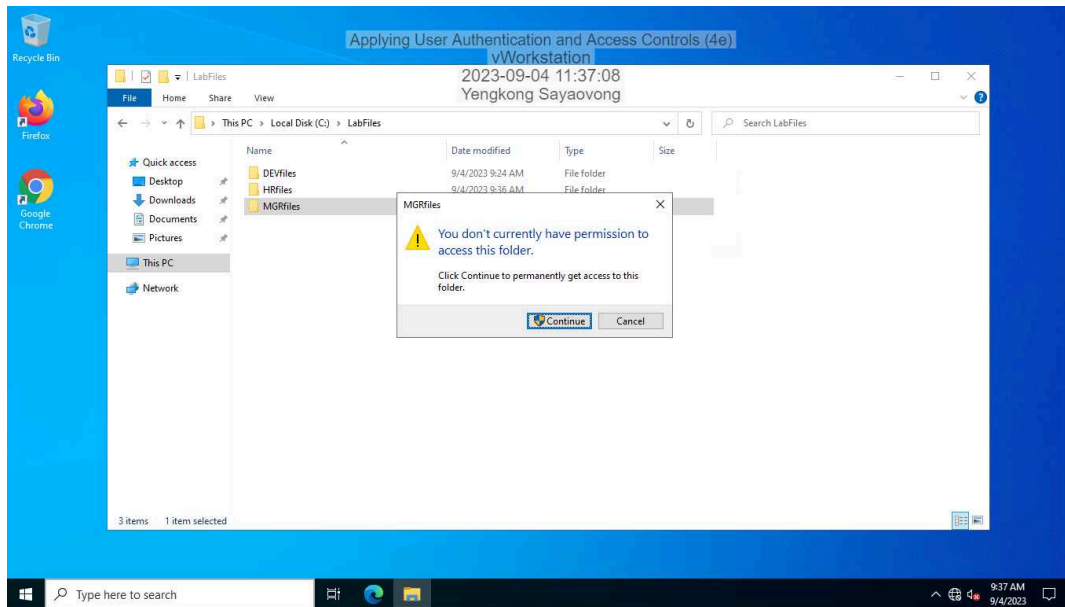 Recycle Bin
Applying User Authentication and Access Controls (4e)
vWorkstation
2023-09-04 11:37:08
Yengkong Sayaovong
LabFiles
File Home Share View
This PC > Local Disk (C:) > LabFiles
Search LabFiles
Firefox
Google Chrome
Quick access
Desktop
Downloads
Documents
Pictures
This PC
Network
Name Date modified Type Size
DEVfiles 9/4/2023 9:24 AM File folder
HRfiles 9/4/2023 9:36 AM File folder
MGRfiles
MGRfiles
You don't currently have permission to
access this folder.
Click Continue to permanently get access to this
folder.
Continue Cancel
3 items 1 item selected
Type here to search
9:37 AM
9/4/2023